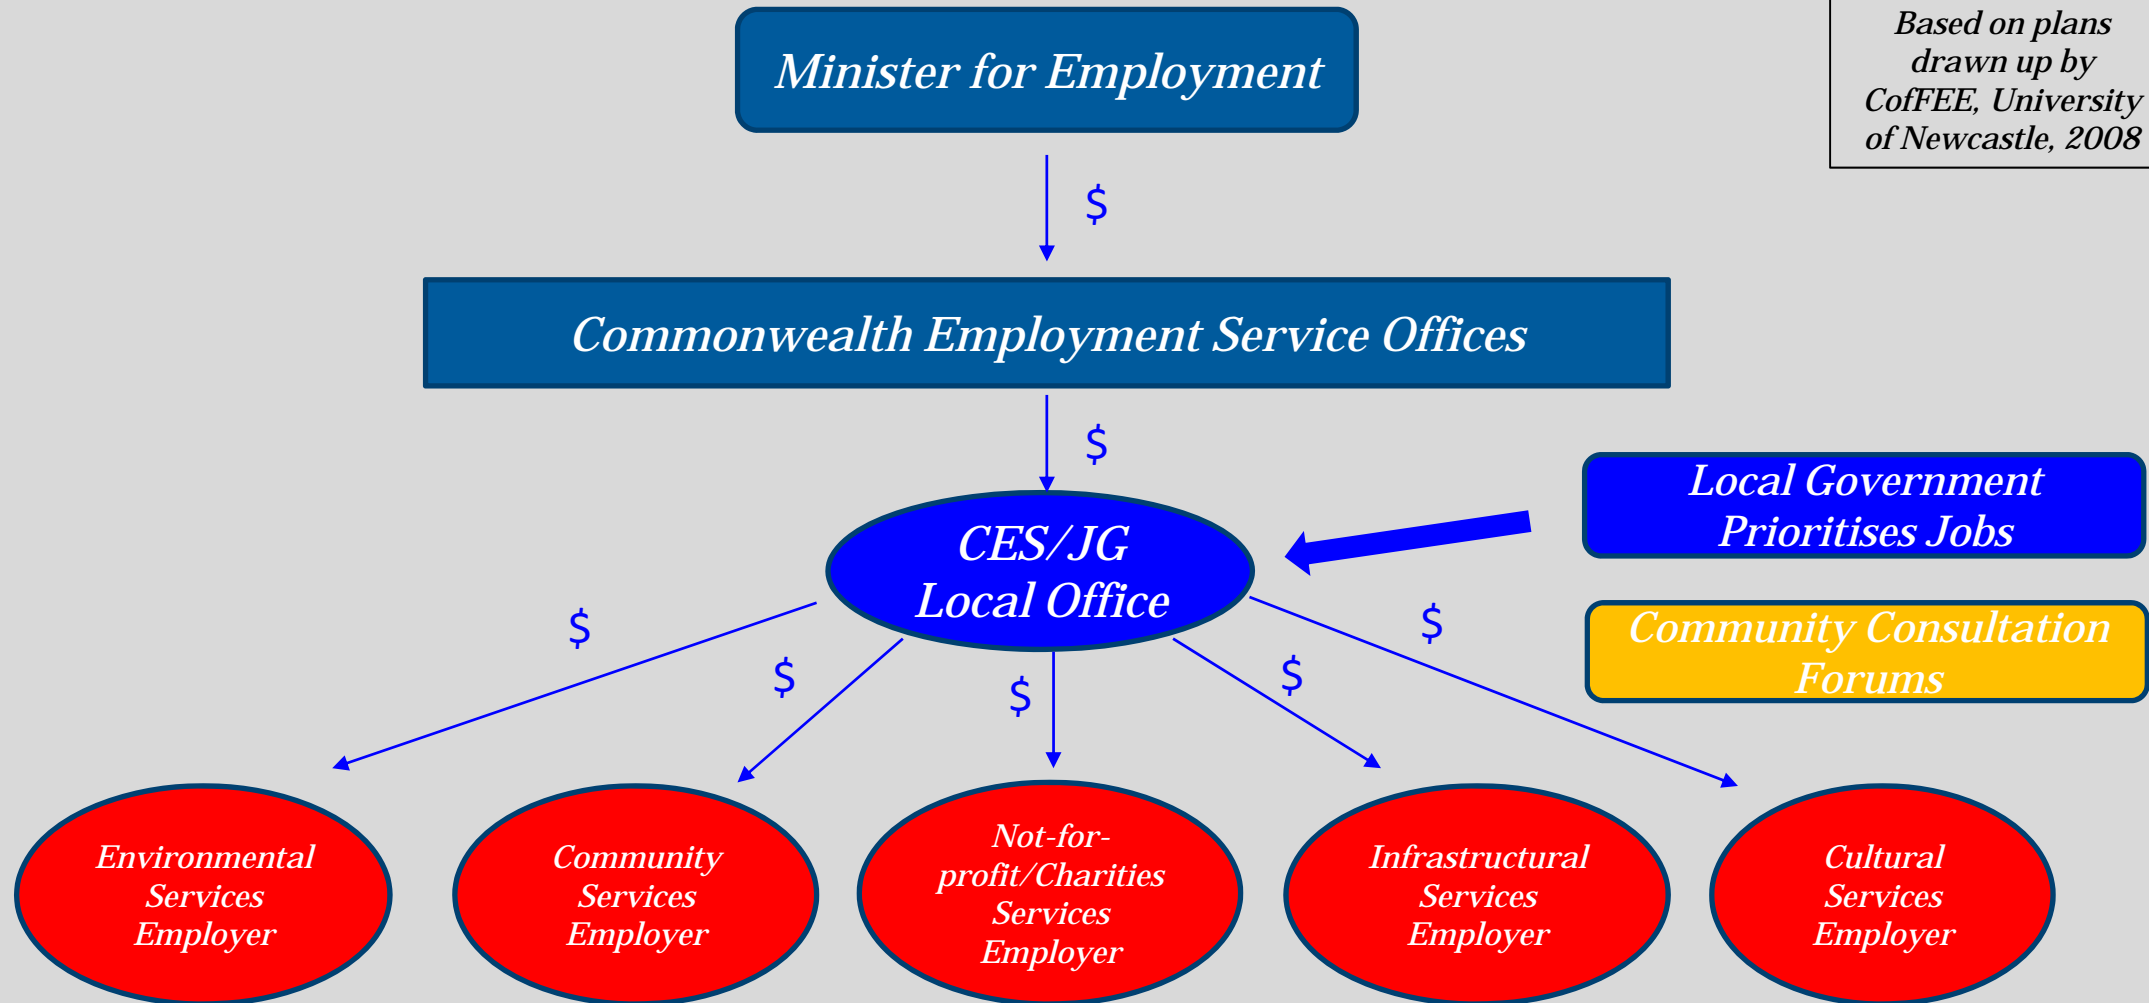 Based on plans
drawn up by
CofFEE, University
of Newcastle, 2008
Minister for Employment
$
Commonwealth Employment Service Offices
$
Local Government
Prioritises Jobs
CES/JG
Local Office
Community Consultation
Forums
$
$
$
$
$
Environmental
Services
Employer
Community
Services
Employer
Not-for-
profit/Charities
Services
Employer
Infrastructural
Services
Employer
Cultural
Services
Employer